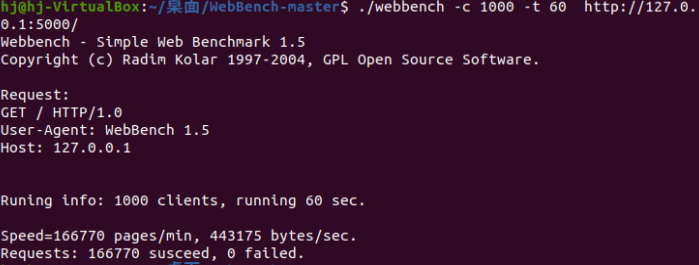 hj@hj-VirtualBox:~/桌面/WebBench-master$ ./webbench -c 1000 -t 60  http://127.0.
0.1:5000/
Webbench - Simple Web Benchmark 1.5
Copyright (c) Radim Kolar 1997-2004, GPL Open Source Software.
Request:
GET / HTTP/1.0
User-Agent: WebBench 1.5
Host: 127.0.0.1
Runing info: 1000 clients, running 60 sec.
Speed=166770 pages/min, 443175 bytes/sec.
Requests: 166770 susceed, 0 failed.